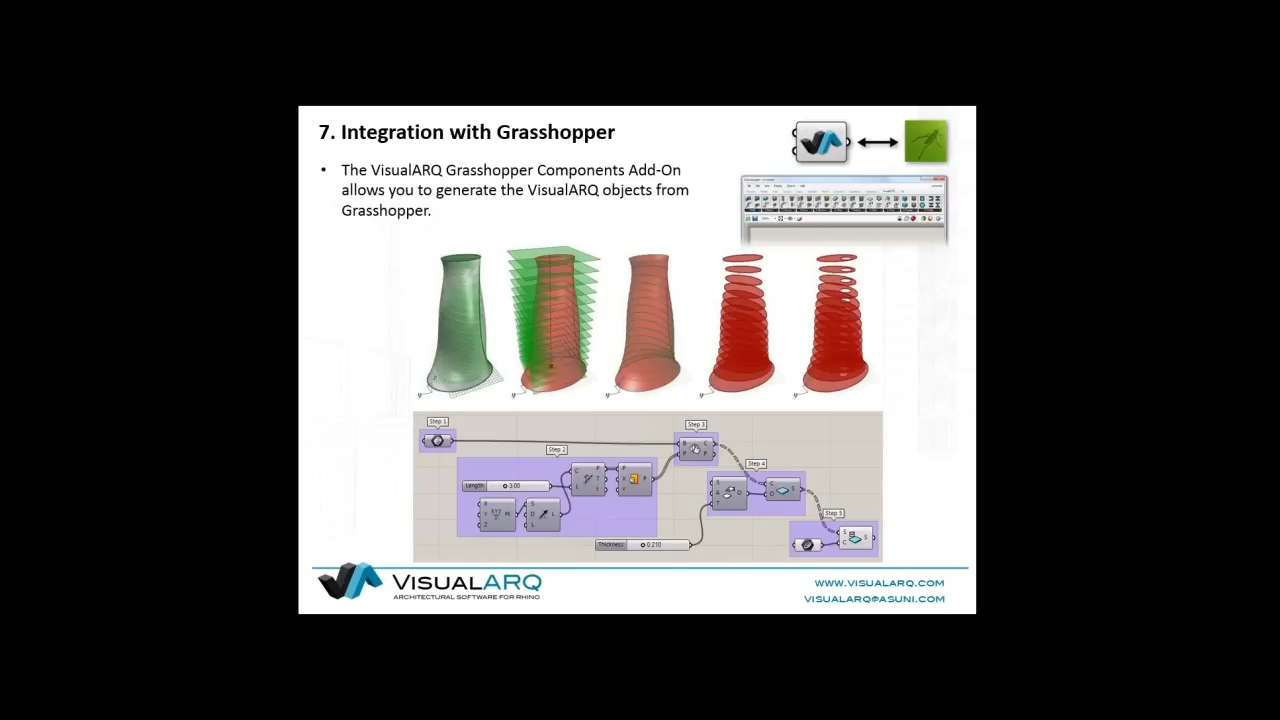 7. Integration with Grasshopper
• The VisualARQ Grasshopper Components Add-On
allows you to generate the VisualARQ objects from
Grasshopper.
Step 1
Step 2
Step 3
Step 4
Step 5
Length
3.00
Thickness
0.210
VISUALARQ
ARCHITECTURAL SOFTWARE FOR RHINO
WWW.VISUALARQ.COM
VISUALARQ@ASUNI.COM